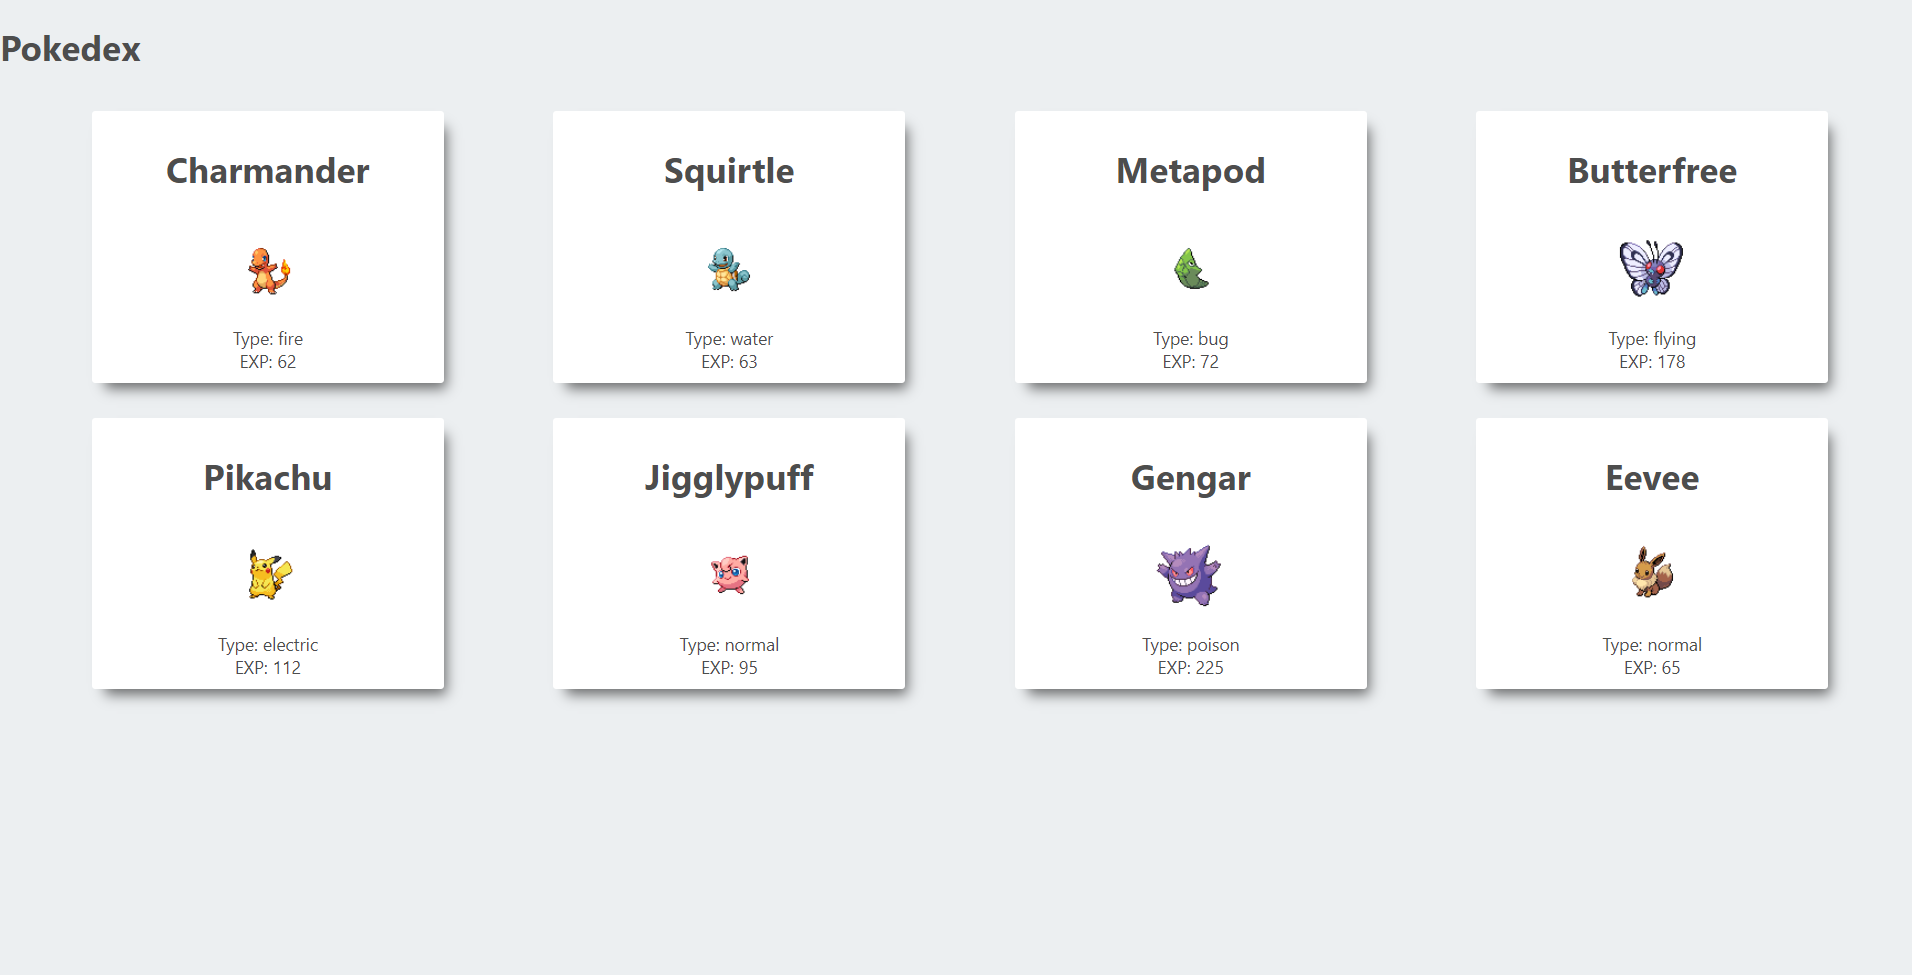 Pokedex
Charmander
Type: fire
EXP: 62
Squirtle
Type: water
EXP: 63
Metapod
Type: bug
EXP: 72
Butterfree
Type: flying
EXP: 178
Pikachu
Type: electric
EXP: 112
Jigglypuff
Type: normal
EXP: 95
Gengar
Type: poison
EXP: 225
Eevee
Type: normal
EXP: 65